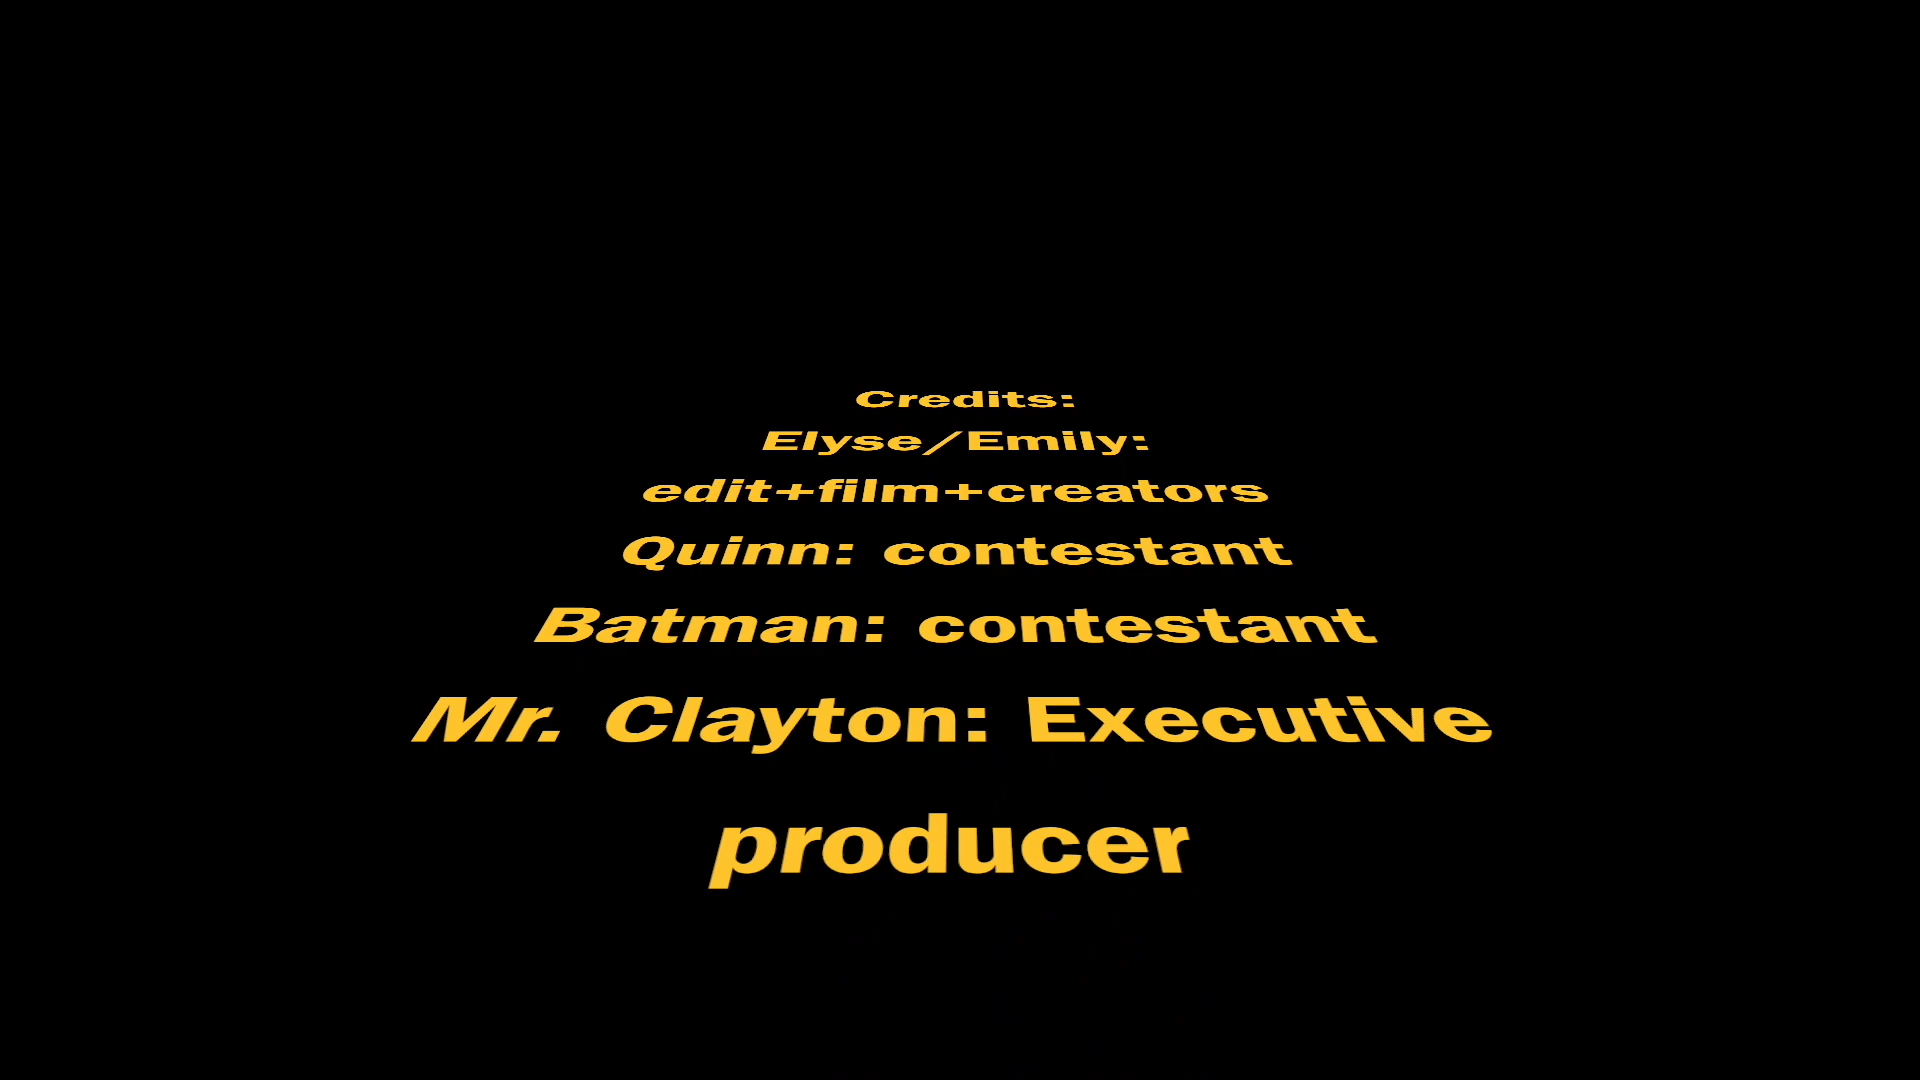 Credits:
Elyse/Emily:
edit+film+creators
Quinn: contestant
Batman: contestant
Mr. Clayton: Executive
producer